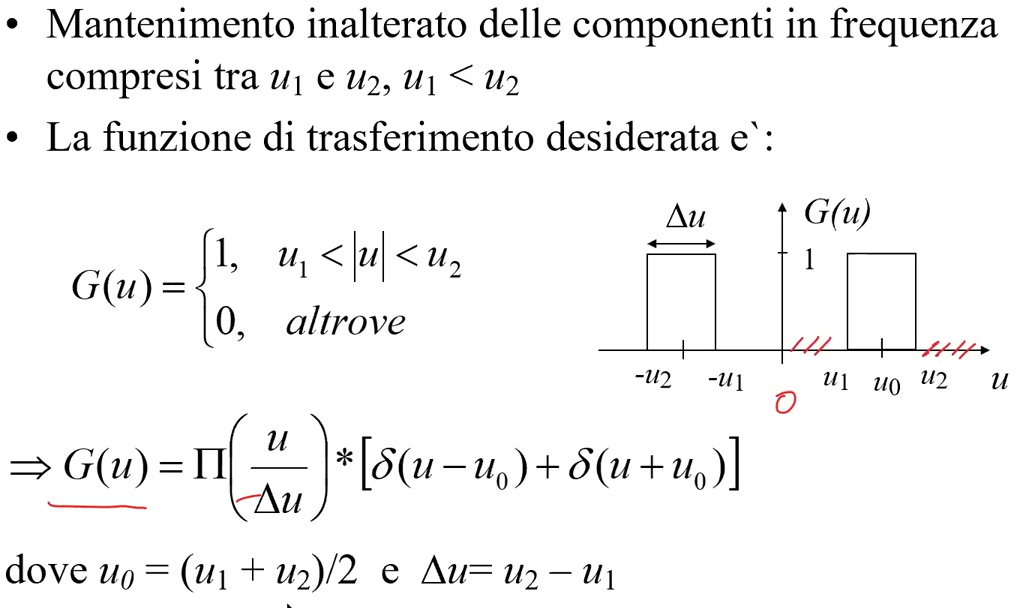 • Mantenimento inalterato delle componenti in frequenza
compresi tra u₁ e u₂, u₁ < u₂
• La funzione di trasferimento desiderata e`:
G(u) = { 1, u₁ < |u| < u₂
0, altrove
Δu
G(u)
1
-u₂ -u₁ u₁ u₀ u₂ u
0
⇒ G(u) = Π(u/Δu) * [δ(u − u₀) + δ(u + u₀)]
dove u₀ = (u₁ + u₂)/2 e Δu= u₂ – u₁